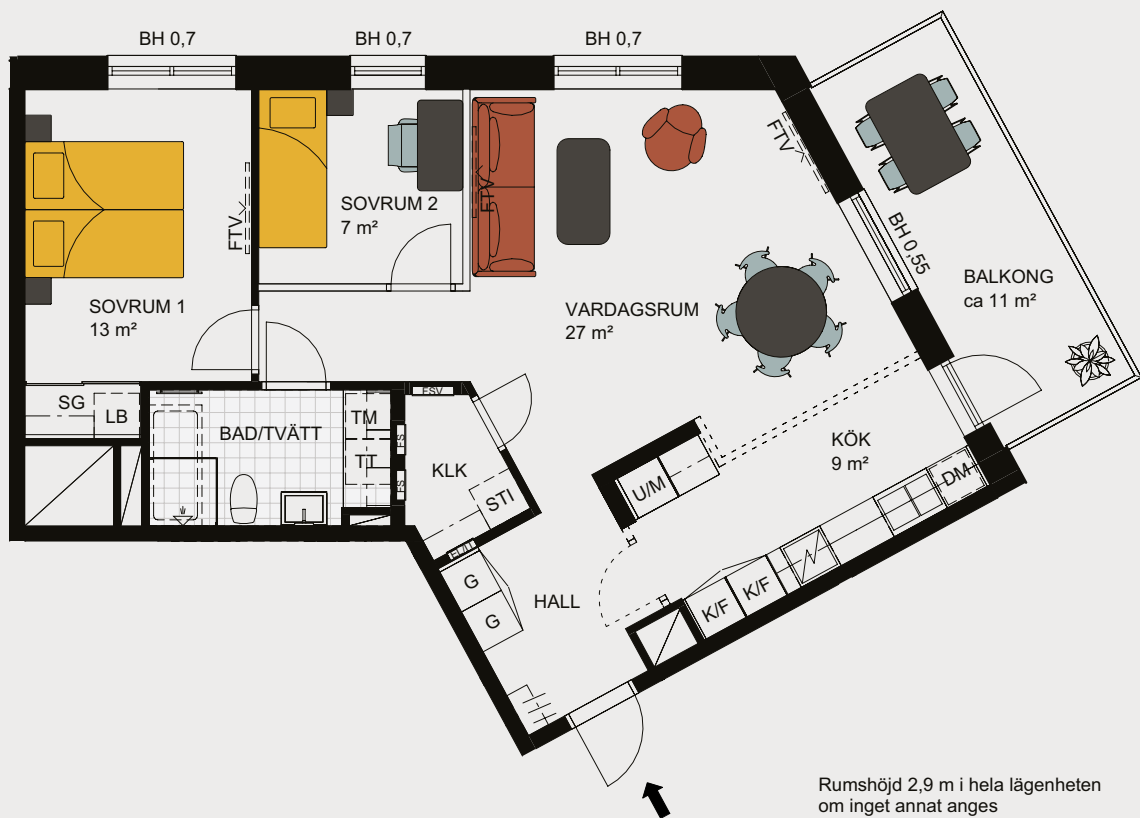 BH 0,7
BH 0,7
BH 0,7
FTV
FTV
FTV
SOVRUM 1
13 m²
SOVRUM 2
7 m²
VARDAGSRUM
27 m²
BH 0,55
BALKONG
ca 11 m²
SG
LB
BAD/TVÄTT
TM
TT
FS
FS
FSV
KLK
STI
KÖK
9 m²
DM
U/M
K/F
K/F
G
G
HALL
Rumshöjd 2,9 m i hela lägenheten
om inget annat anges